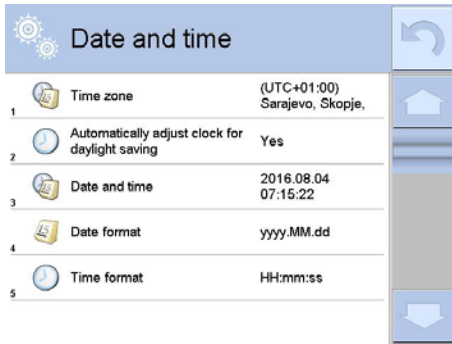 Date and time
1 Time zone (UTC+01:00)
Sarajevo, Skopje,
2 Automatically adjust clock for
daylight saving Yes
3 Date and time 2016.08.04
07:15:22
4 Date format yyyy.MM.dd
5 Time format HH:mm:ss